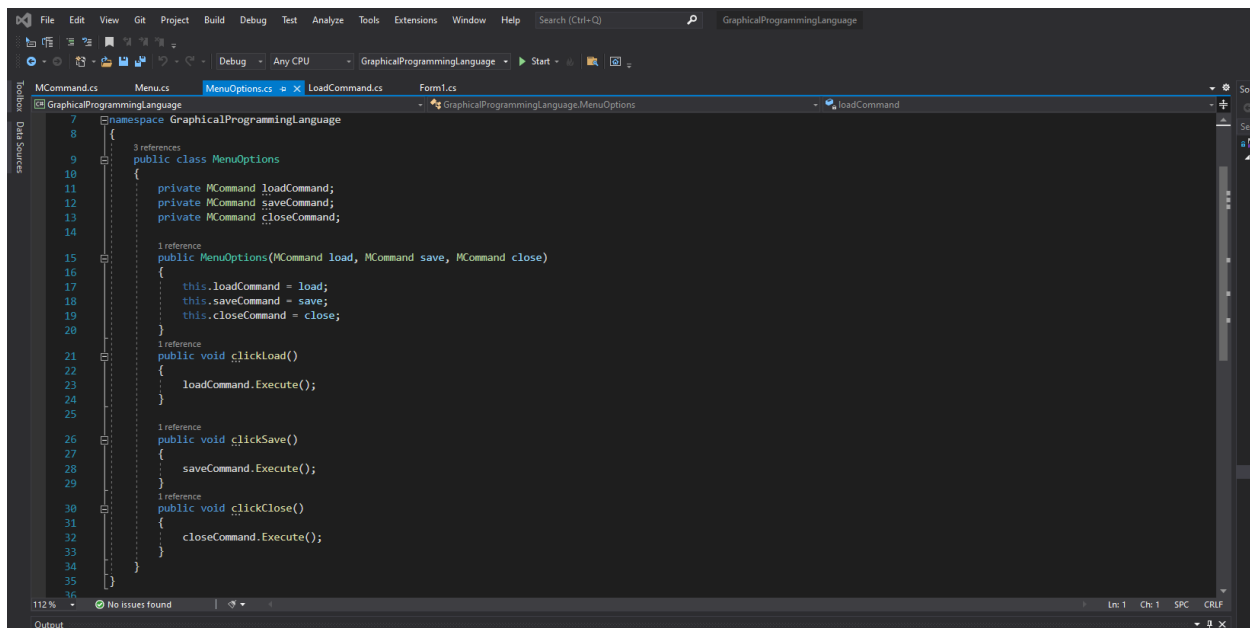 File Edit View Git Project Build Debug Test Analyze Tools Extensions Window Help Search (Ctrl+Q) GraphicalProgrammingLanguage
Debug Any CPU GraphicalProgrammingLanguage Start
MCommand.cs Menu.cs MenuOptions.cs LoadCommand.cs Form1.cs
Toolbox
Data Sources
GraphicalProgrammingLanguage GraphicalProgrammingLanguage.MenuOptions loadCommand
7 namespace GraphicalProgrammingLanguage
8 {
3 references
9 public class MenuOptions
10 {
11 private MCommand loadCommand;
12 private MCommand saveCommand;
13 private MCommand closeCommand;
14
1 reference
15 public MenuOptions(MCommand load, MCommand save, MCommand close)
16 {
17 this.loadCommand = load;
18 this.saveCommand = save;
19 this.closeCommand = close;
20 }
1 reference
21 public void clickLoad()
22 {
23 loadCommand.Execute();
24 }
25
1 reference
26 public void clickSave()
27 {
28 saveCommand.Execute();
29 }
1 reference
30 public void clickClose()
31 {
32 closeCommand.Execute();
33 }
34 }
35 }
36
112 % No issues found Ln: 1 Ch: 1 SPC CRLF
Output